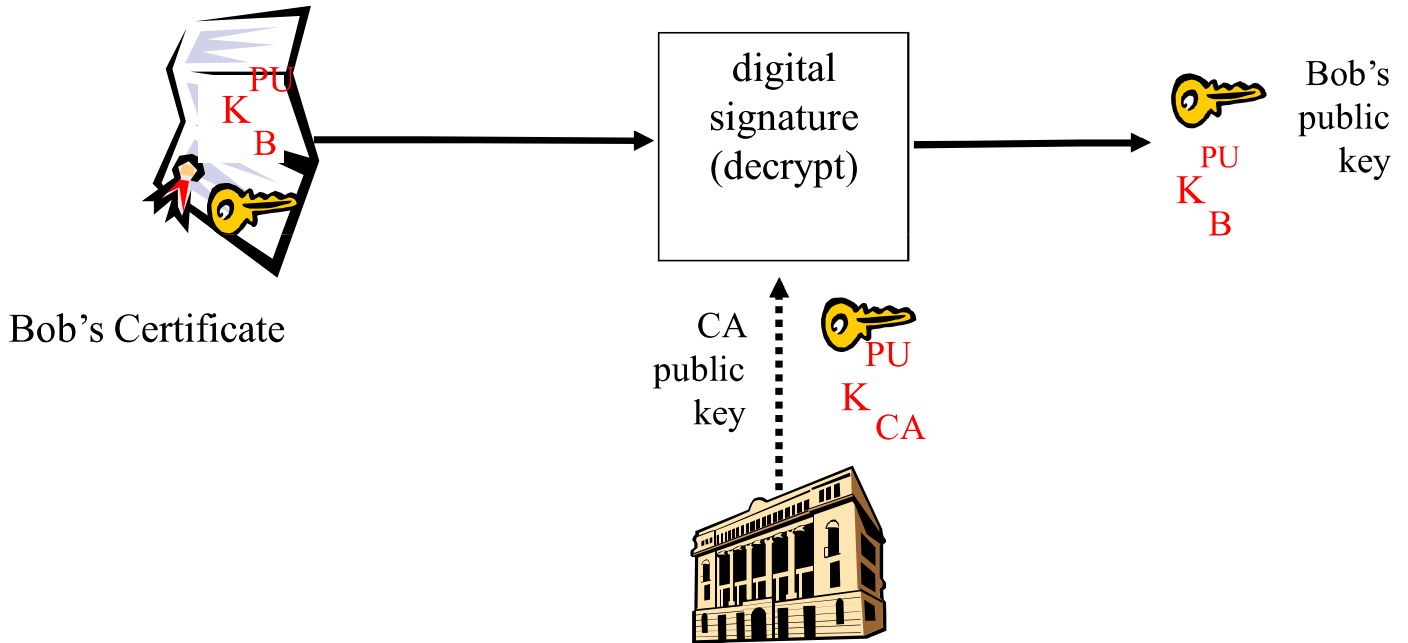 PU
K
B
Bob’s Certificate
digital
signature
(decrypt)
CA
public
key
PU
K
CA
Bob’s
public
key
PU
K
B